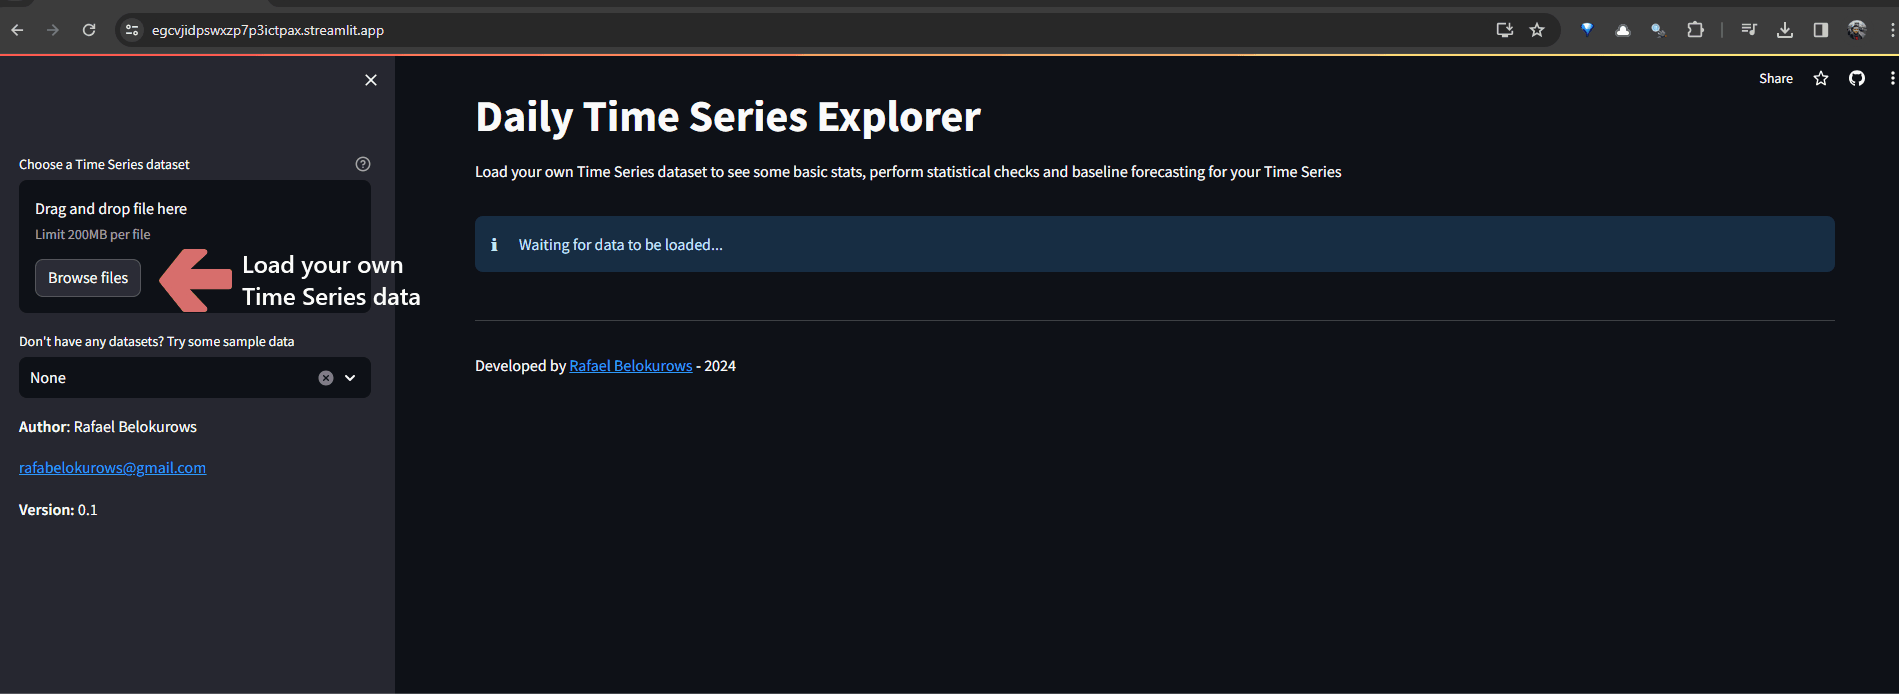 egcvjidpswxzp7p3ictpax.streamlit.app
Share
Choose a Time Series dataset
Drag and drop file here
Limit 200MB per file
Browse files
Load your own
Time Series data
Don't have any datasets? Try some sample data
None
Author: Rafael Belokurows
rafabelokurows@gmail.com
Version: 0.1
Daily Time Series Explorer
Load your own Time Series dataset to see some basic stats, perform statistical checks and baseline forecasting for your Time Series
Waiting for data to be loaded...
Developed by Rafael Belokurows - 2024